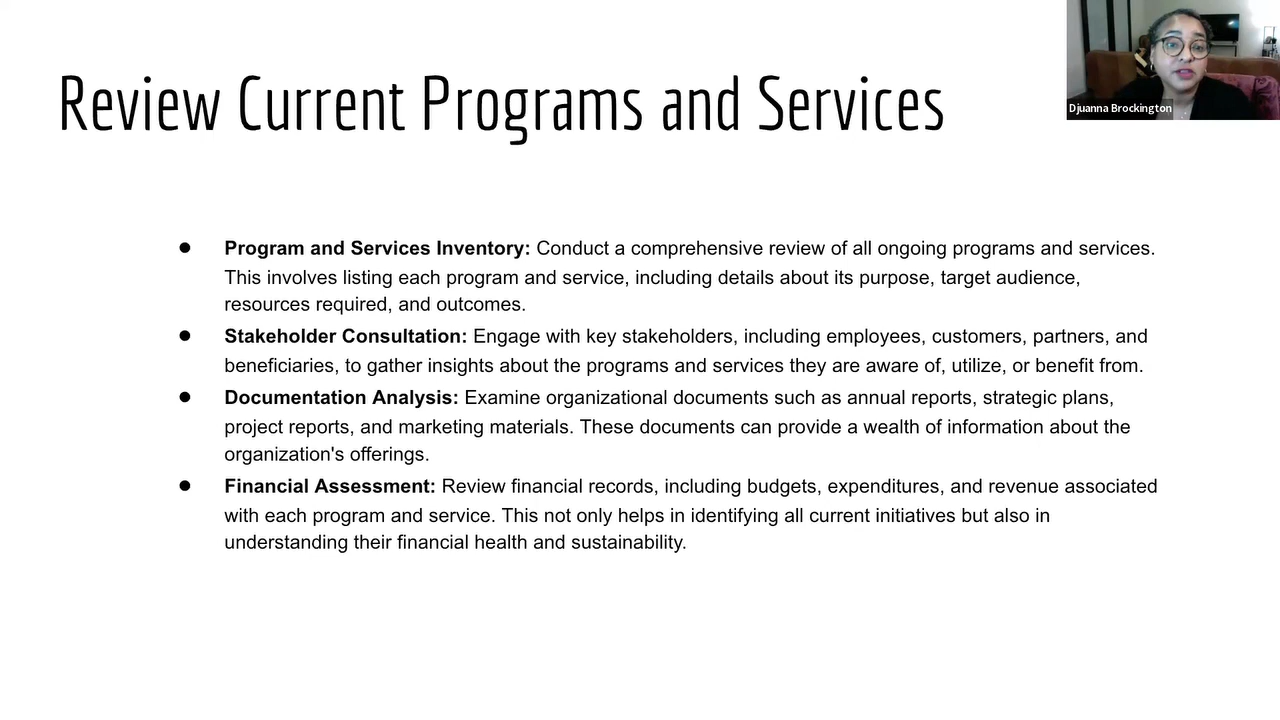 Review Current Programs and Services
Djuanna Brockington
● Program and Services Inventory: Conduct a comprehensive review of all ongoing programs and services.
This involves listing each program and service, including details about its purpose, target audience,
resources required, and outcomes.
● Stakeholder Consultation: Engage with key stakeholders, including employees, customers, partners, and
beneficiaries, to gather insights about the programs and services they are aware of, utilize, or benefit from.
● Documentation Analysis: Examine organizational documents such as annual reports, strategic plans,
project reports, and marketing materials. These documents can provide a wealth of information about the
organization's offerings.
● Financial Assessment: Review financial records, including budgets, expenditures, and revenue associated
with each program and service. This not only helps in identifying all current initiatives but also in
understanding their financial health and sustainability.